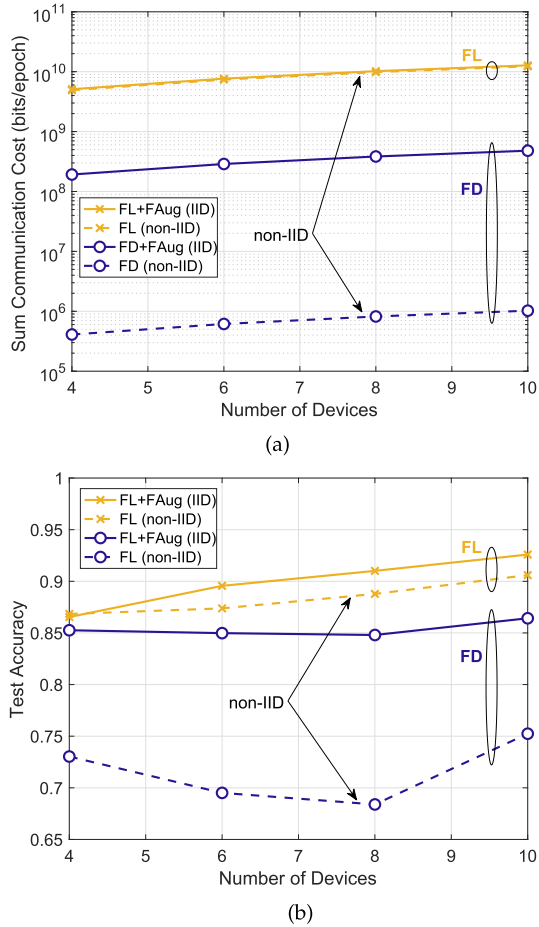 10^11
10^10
10^9
10^8
10^7
10^6
10^5
Sum Communication Cost (bits/epoch)
FL
FD
FL+FAug (IID)
FL (non-IID)
FD+FAug (IID)
FD (non-IID)
non-IID
4 5 6 7 8 9 10
Number of Devices
(a)
1
0.95
0.9
0.85
0.8
0.75
0.7
0.65
Test Accuracy
FL+FAug (IID)
FL (non-IID)
FL+FAug (IID)
FL (non-IID)
FL
FD
non-IID
4 5 6 7 8 9 10
Number of Devices
(b)